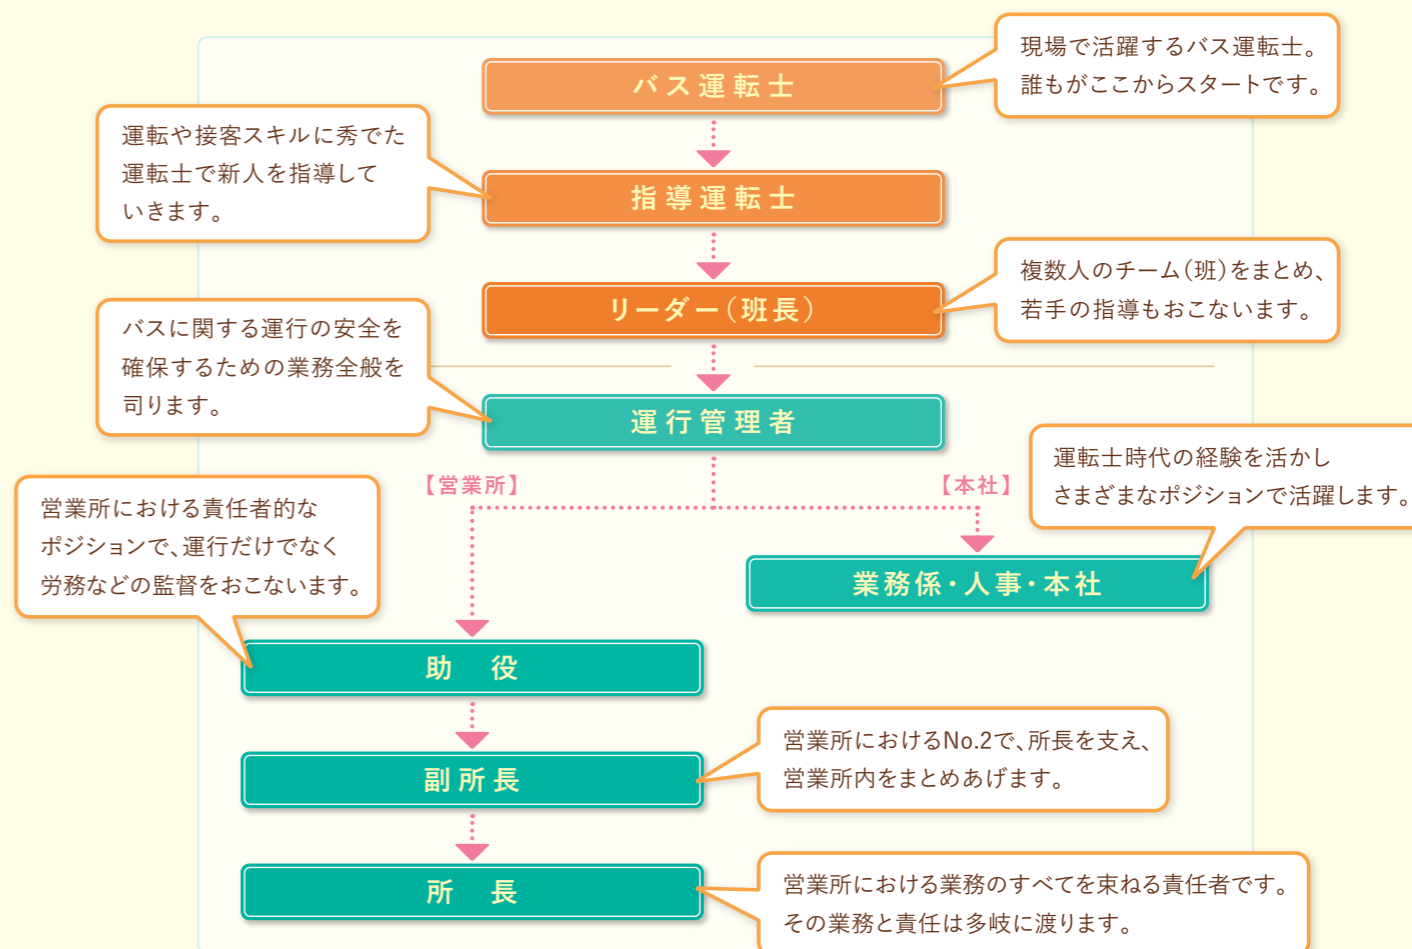 バス運転士
現場で活躍するバス運転士。
誰もがここからスタートです。
運転や接客スキルに秀でた
運転士で新人を指導して
いきます。
指導運転士
リーダー（班長）
複数人のチーム（班）をまとめ、
若手の指導もおこないます。
バスに関する運行の安全を
確保するための業務全般を
司ります。
運行管理者
【営業所】
【本社】
運転士時代の経験を活かし
さまざまなポジションで活躍します。
業務係・人事・本社
営業所における責任者的な
ポジションで、運行だけでなく
労務などの監督をおこないます。
助　役
副所長
営業所におけるNo.2で、所長を支え、
営業所内をまとめあげます。
所　長
営業所における業務のすべてを束ねる責任者です。
その業務と責任は多岐に渡ります。